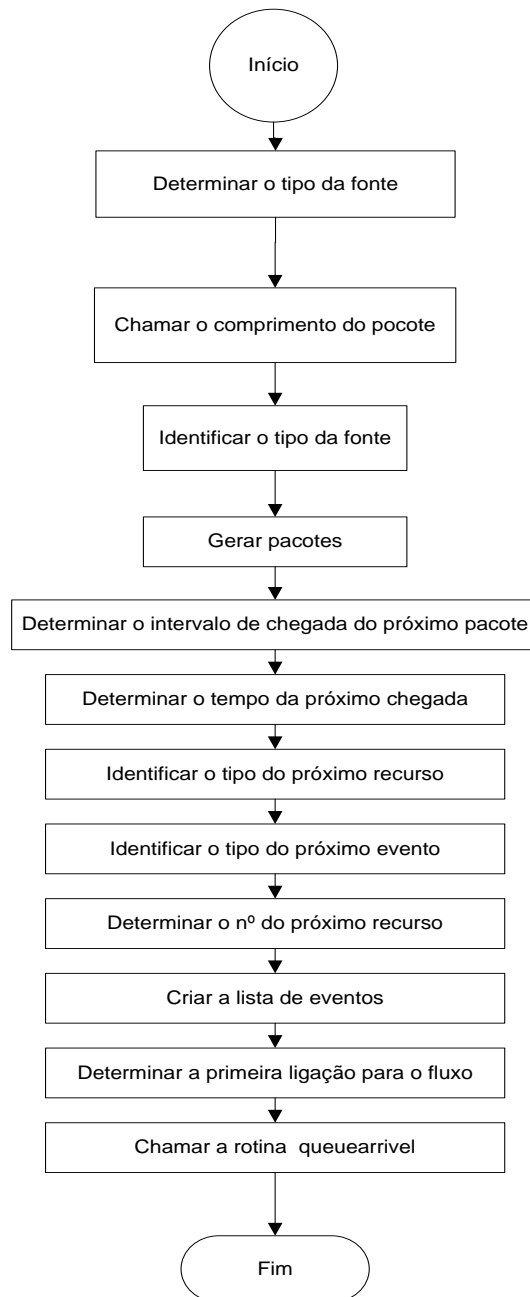 Início
Determinar o tipo da fonte
Chamar o comprimento do pocote
Identificar o tipo da fonte
Gerar pacotes
Determinar o intervalo de chegada do próximo pacote
Determinar o tempo da próximo chegada
Identificar o tipo do próximo recurso
Identificar o tipo do próximo evento
Determinar o nº do próximo recurso
Criar a lista de eventos
Determinar a primeira ligação para o fluxo
Chamar a rotina queuearrivel
Fim